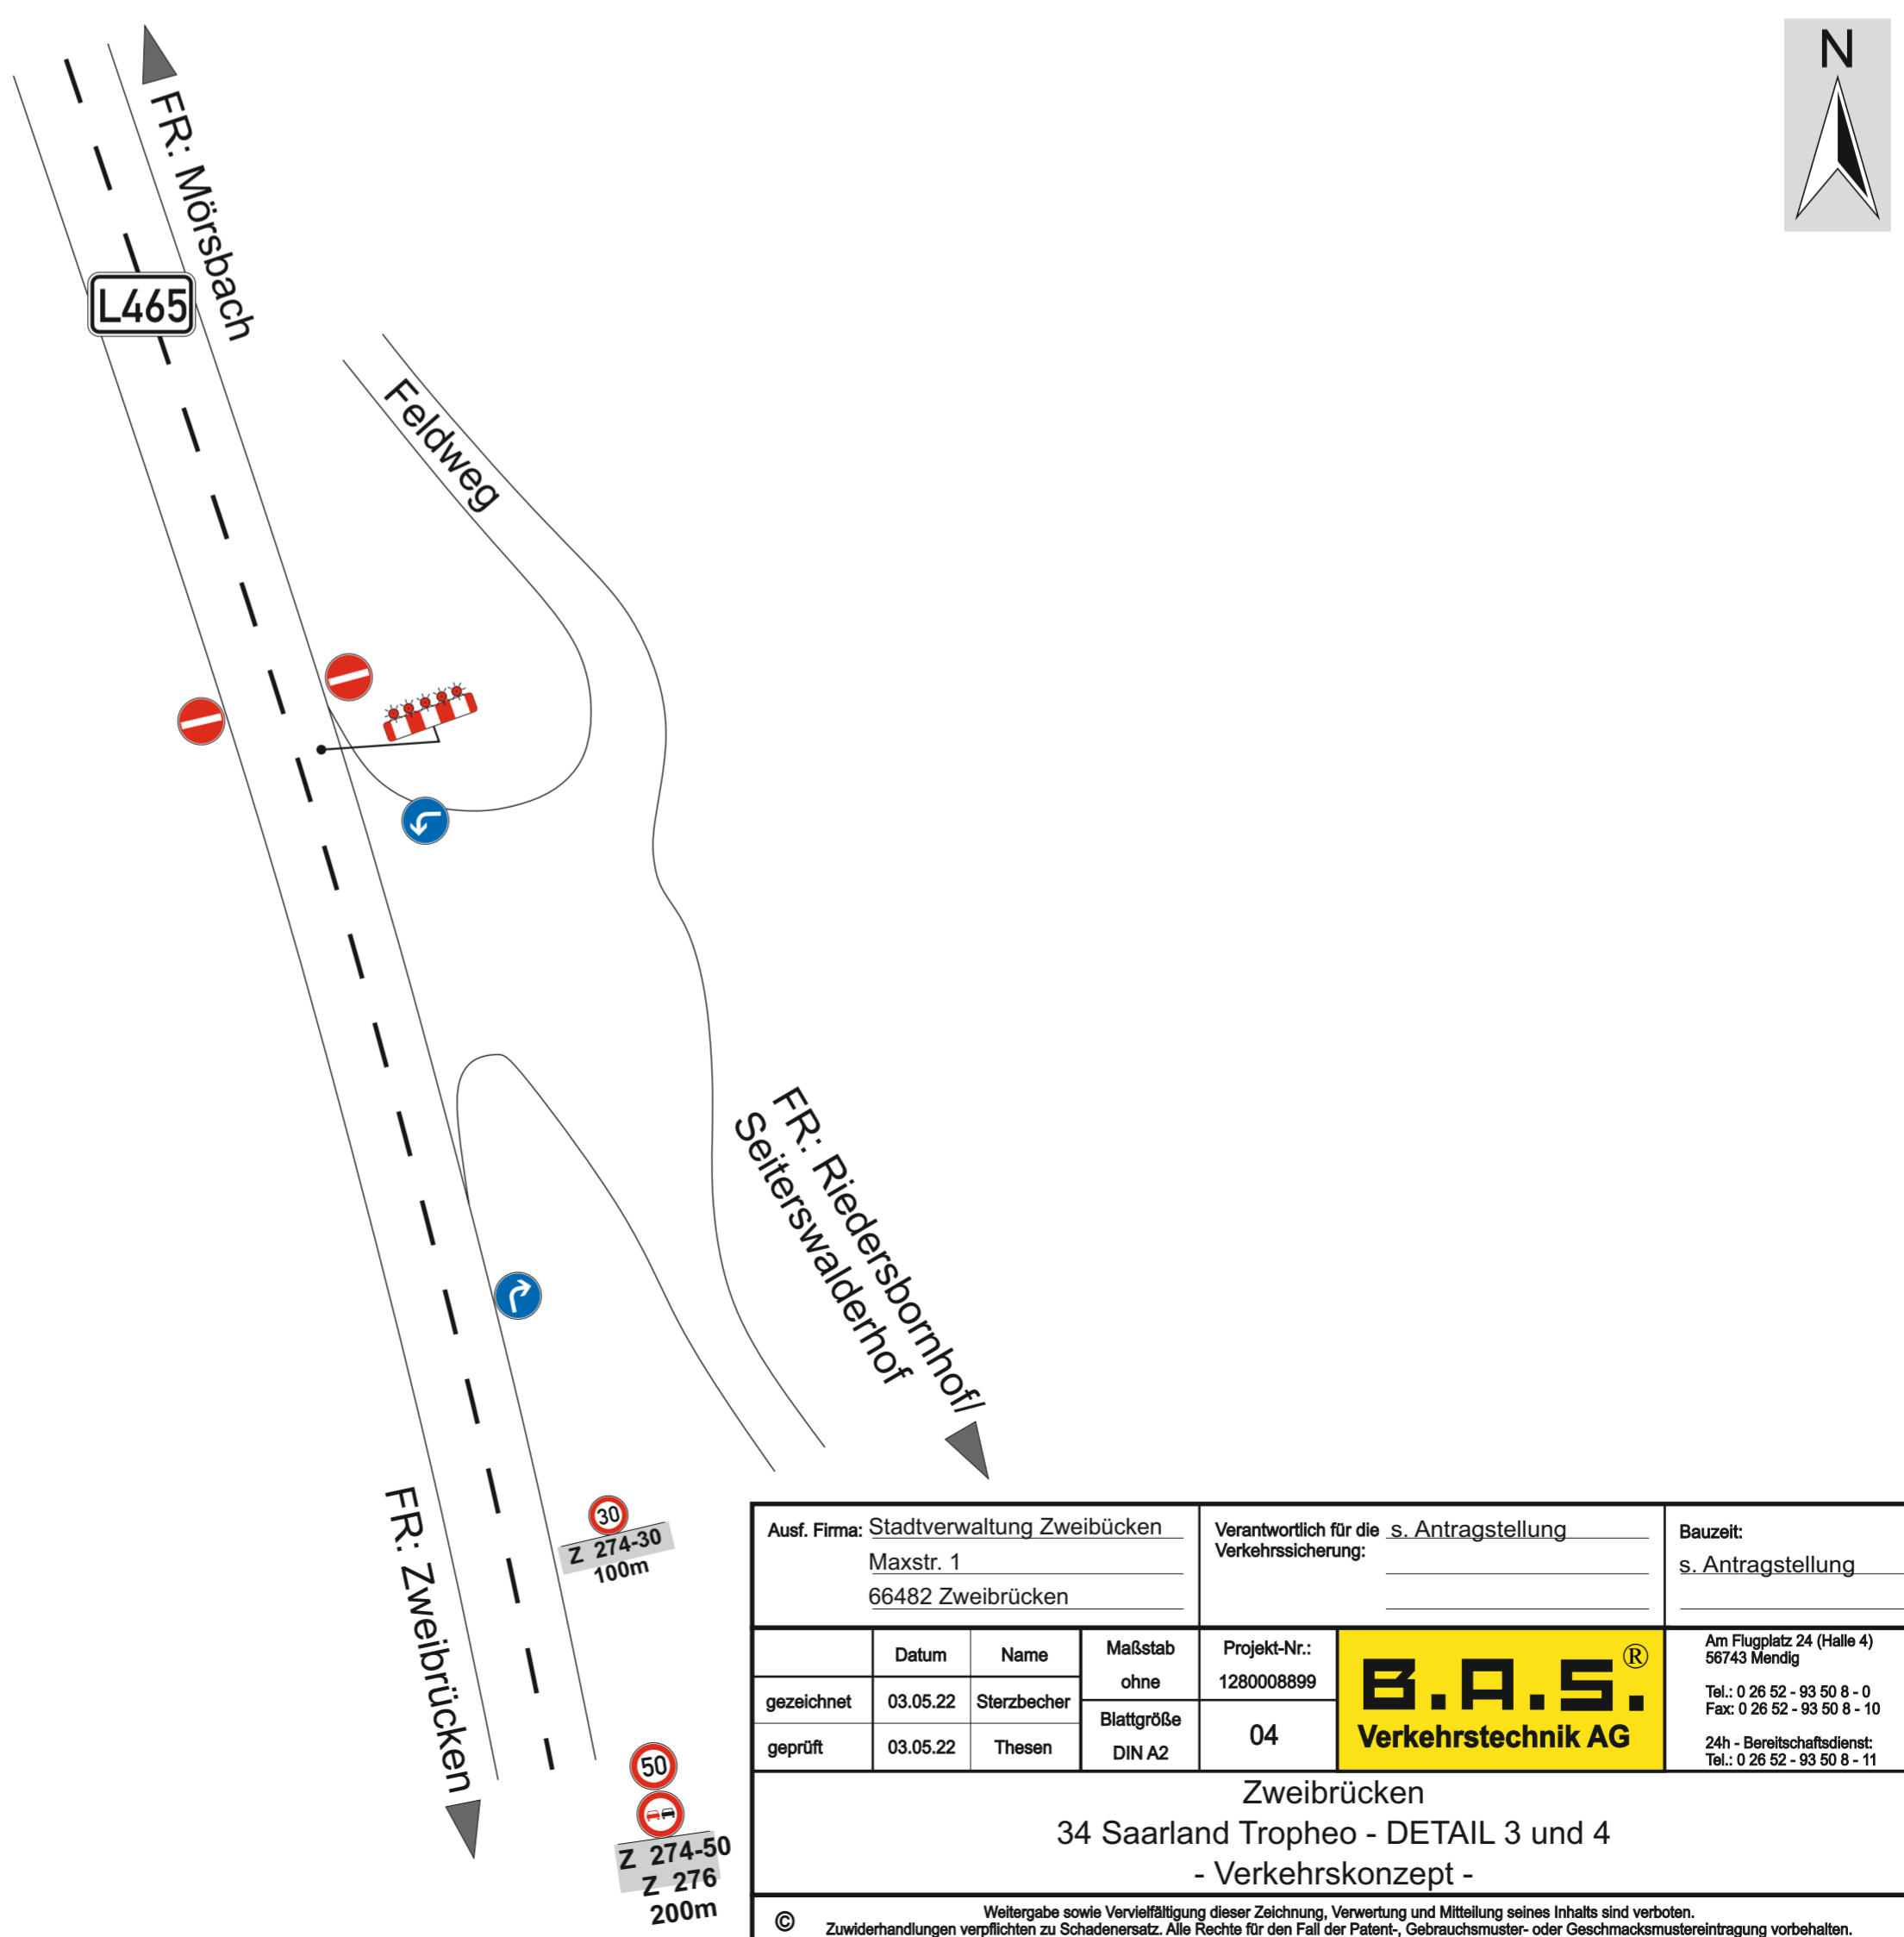 N
FR: Mörsbach
L465
Feldweg
FR: Riedersbornhof/
Seiterswalderhof
FR: Zweibrücken
30
Z 274-30
100m
50
Z 274-50
Z 276
200m
Ausf. Firma: Stadtverwaltung Zweibücken
Maxstr. 1
66482 Zweibrücken
Verantwortlich für die s. Antragstellung
Verkehrssicherung:
Bauzeit:
s. Antragstellung
Datum Name
gezeichnet 03.05.22 Sterzbecher
geprüft 03.05.22 Thesen
Maßstab
ohne
Blattgröße
DIN A2
Projekt-Nr.:
1280008899
04
B.A.S.®
Verkehrstechnik AG
Am Flugplatz 24 (Halle 4)
56743 Mendig
Tel.: 0 26 52 - 93 50 8 - 0
Fax: 0 26 52 - 93 50 8 - 10
24h - Bereitschaftsdienst:
Tel.: 0 26 52 - 93 50 8 - 11
Zweibrücken
34 Saarland Tropheo - DETAIL 3 und 4
- Verkehrskonzept -
©
Weitergabe sowie Vervielfältigung dieser Zeichnung, Verwertung und Mitteilung seines Inhalts sind verboten.
Zuwiderhandlungen verpflichten zu Schadenersatz. Alle Rechte für den Fall der Patent-, Gebrauchsmuster- oder Geschmacksmustereintragung vorbehalten.